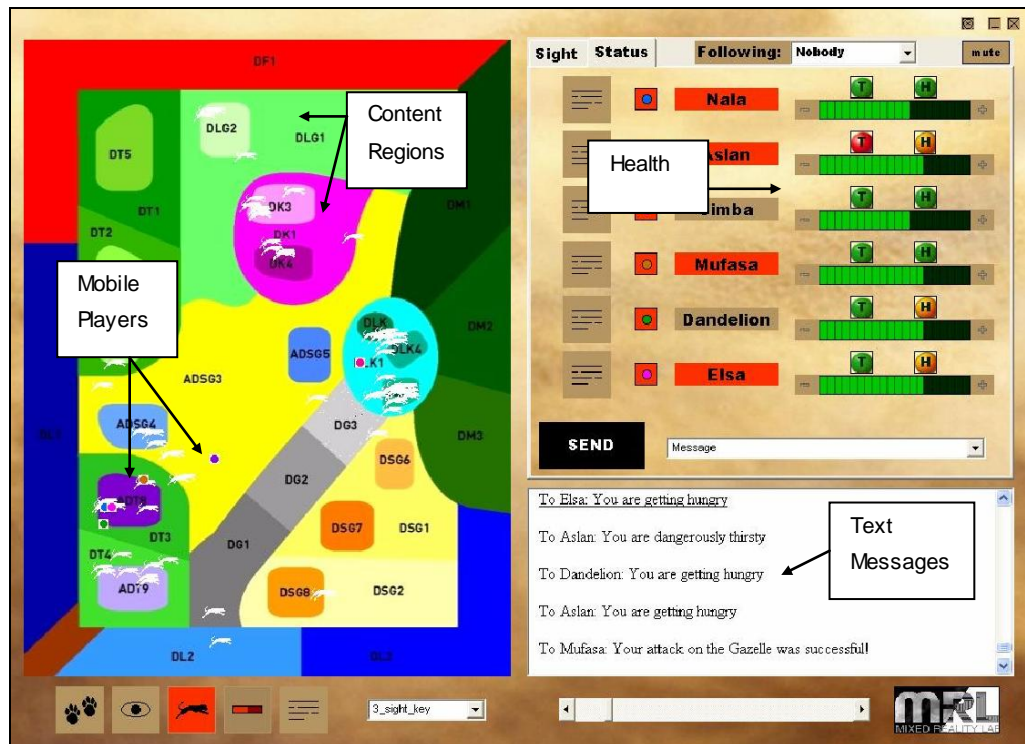 DF1
DLG2
DLG1
DT5
DK3
DT1
DM1
DK1
DT2
DK4
DLK
DM2
DLK4
ADSG5
ADSG3
DG3
ADSG4
DM3
DSG6
DG2
DSG7
DSG1
DT3
DG1
DT4
ADT9
DSG8
DSG2
DL2
Content
Regions
Mobile
Players
Sight Status Following: Nobody mute
T H
Nala
T H
Aslan
Health
T H
T H
Mufasa
T H
Dandelion
T H
Elsa
SEND Message
To Elsa: You are getting hungry
To Aslan: You are dangerously thirsty
To Dandelion: You are getting hungry
To Aslan: You are getting hungry
To Mufasa: Your attack on the Gazelle was successful!
Text
Messages
3_sight_key
MRL
MIXED REALITY LAB